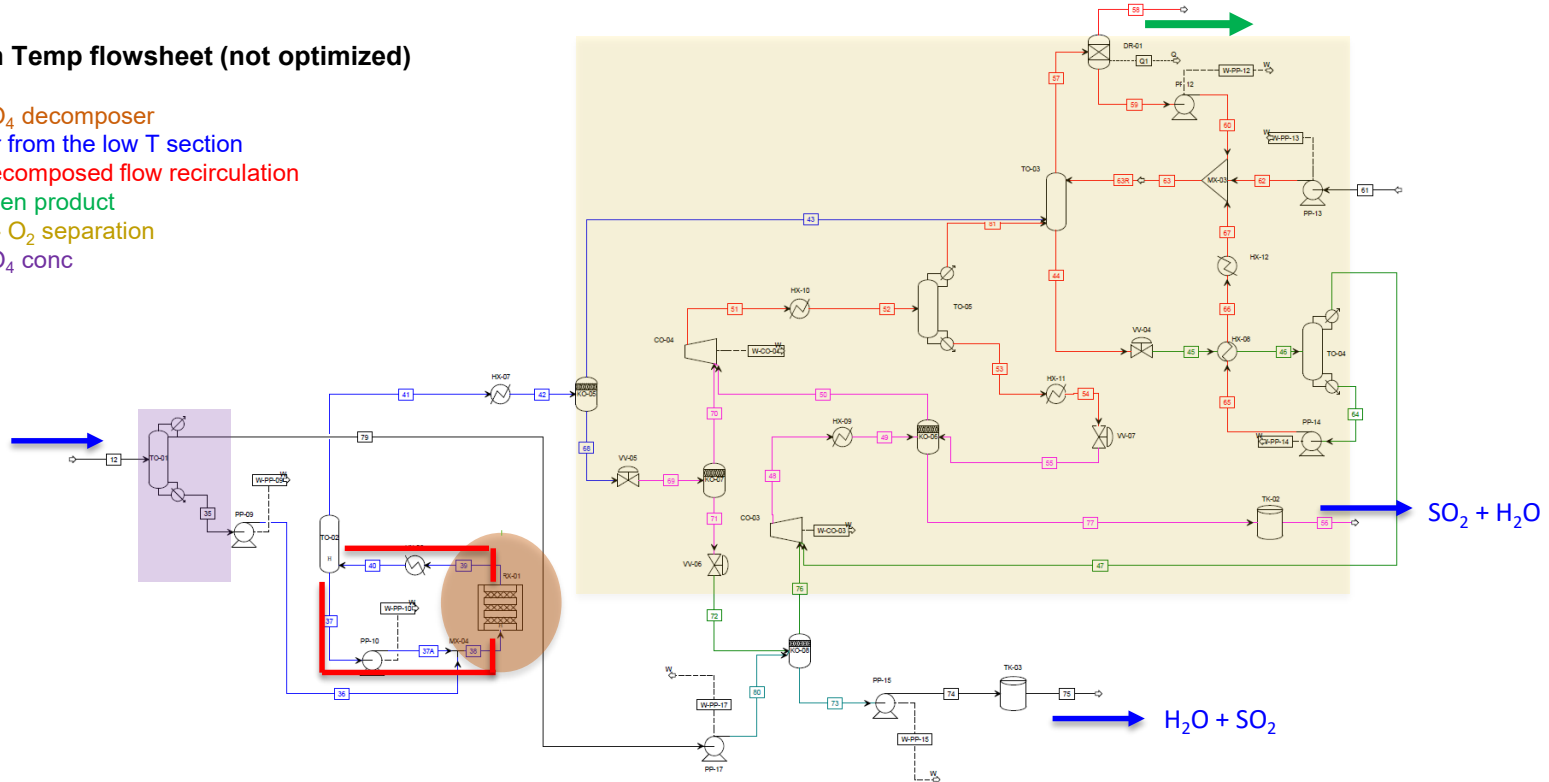 n Temp flowsheet (not optimized)
O4 decomposer
r from the low T section
ecomposed flow recirculation
en product
O2 separation
O4 conc
58
DR-01
Q1
Q
57
W-PP-12
W
59
60
W-PP-13
W
TO-03
63R
63
MX-03
62
61
PP-13
43
67
HX-12
44
HX-10
51
52
TO-05
66
VV-04
HX-08
45
46
TO-04
CO-04
W-CO-04
W
53
HX-11
54
65
64
PP-14
W-PP-14
HX-07
41
42
KO-05
70
50
VV-07
12
TO-01
79
68
VV-05
69
KO-07
HX-09
49
KO-06
55
W-PP-09
W
35
PP-09
48
71
CO-03
W-CO-03
W
77
TK-02
56
SO2 + H2O
TO-02
H
40
39
RX-01
H
VV-06
47
37
W-PP-10
W
PP-10
37A
MX-04
38
72
76
36
KO-08
TK-03
W
W-PP-17
80
73
PP-15
74
75
H2O + SO2
PP-17
W-PP-15
W